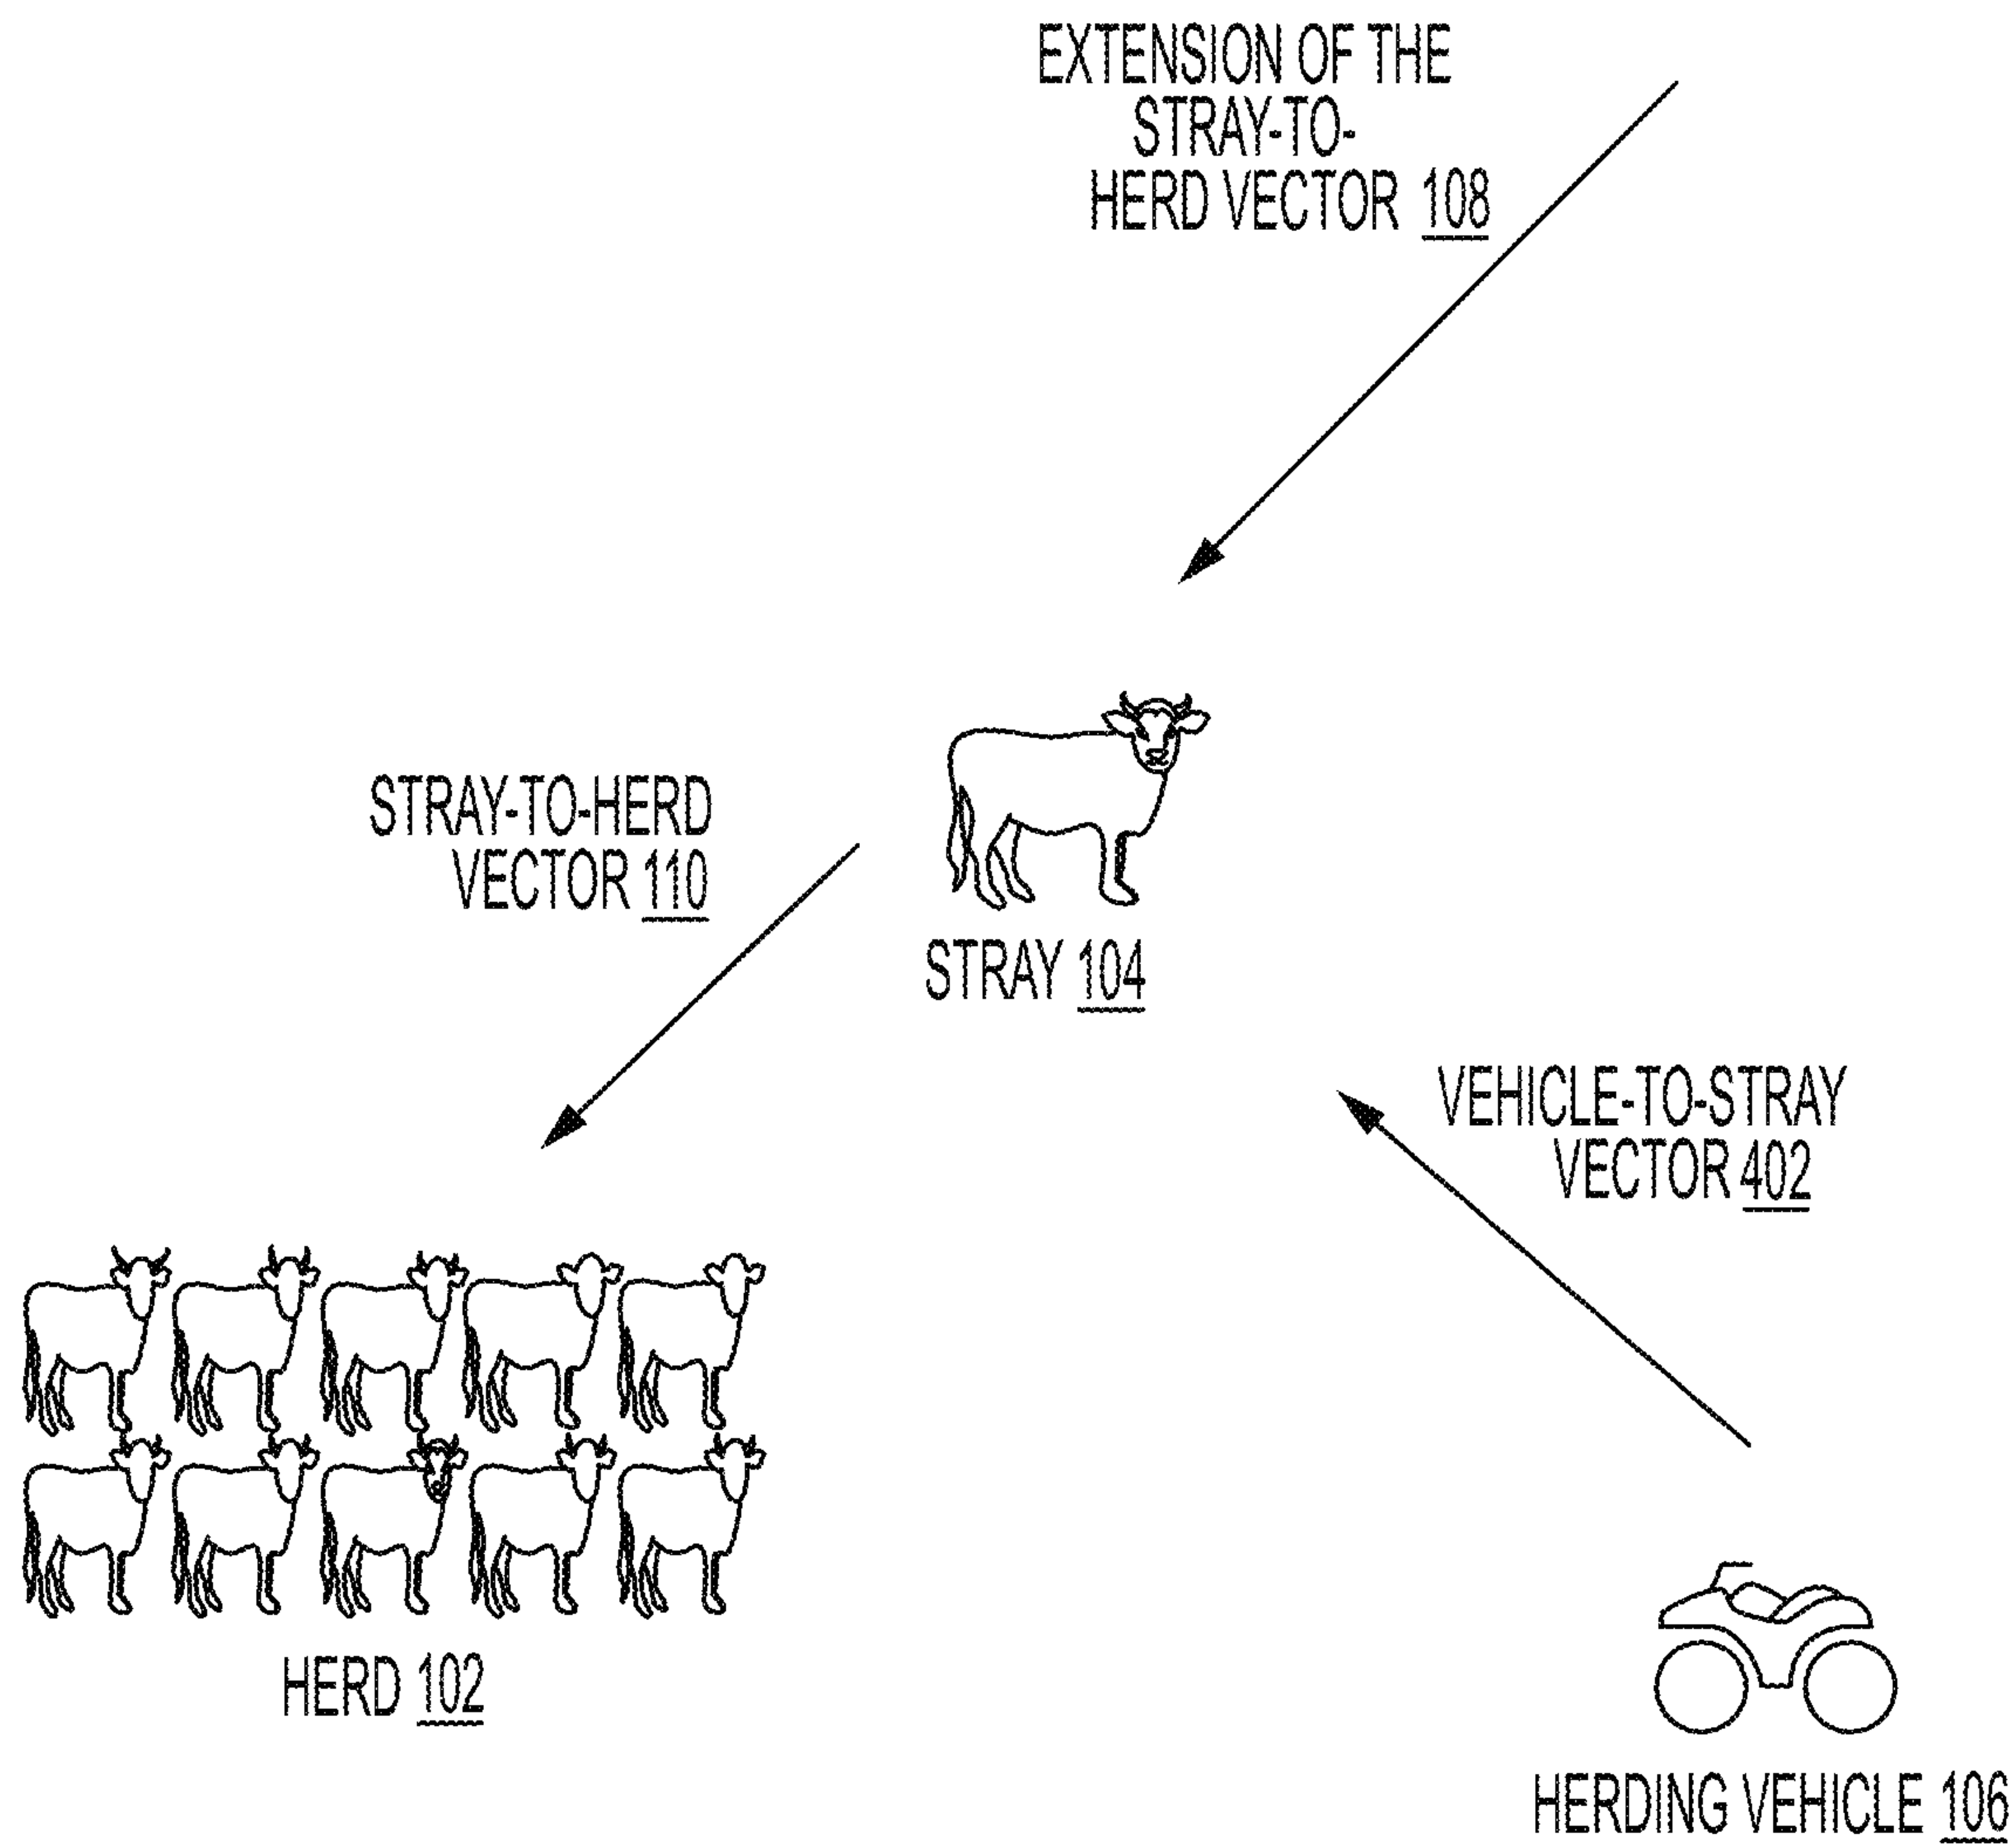 EXTENSION OF THE
STRAY-TO-
HERD VECTOR 108
STRAY-TO-HERD
VECTOR 110
STRAY 104
VEHICLE-TO-STRAY
VECTOR 402
HERD 102
HERDING VEHICLE 106